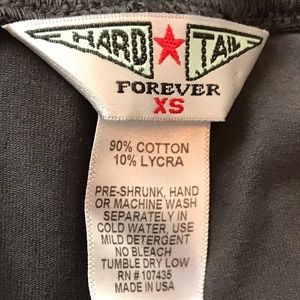 HARD TAIL
FOREVER
XS
90% COTTON
10% LYCRA
PRE-SHRUNK, HAND
OR MACHINE WASH
SEPARATELY IN
COLD WATER, USE
MILD DETERGENT
NO BLEACH
TUMBLE DRY LOW
RN # 107435
MADE IN USA